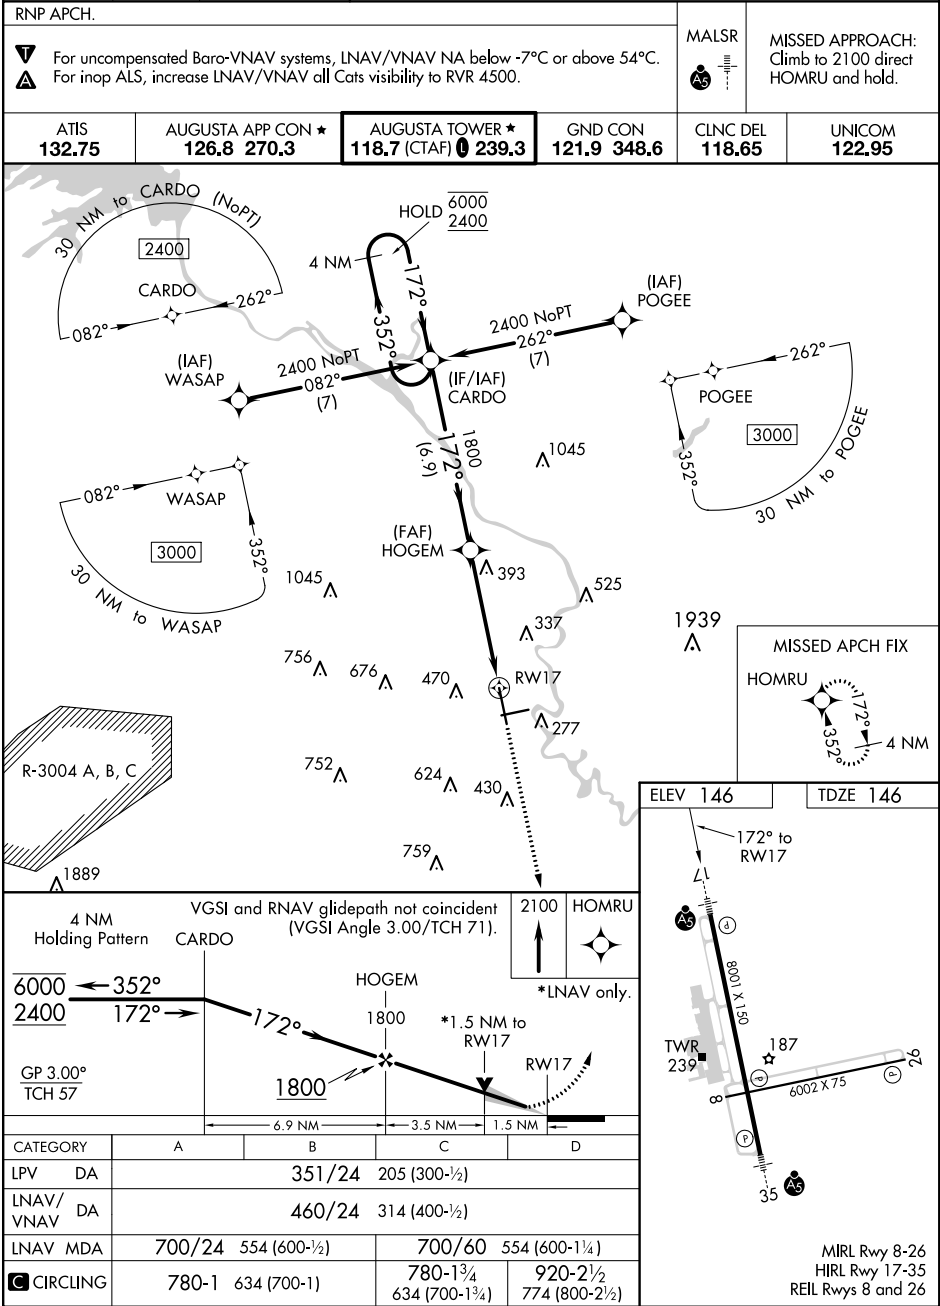 RNP APCH.
For uncompensated Baro-VNAV systems, LNAV/VNAV NA below -7°C or above 54°C.
For inop ALS, increase LNAV/VNAV all Cats visibility to RVR 4500.
T
A
MALSR
A5
MISSED APPROACH:
Climb to 2100 direct
HOMRU and hold.
ATIS
132.75
AUGUSTA APP CON ★
126.8 270.3
AUGUSTA TOWER ★
118.7 (CTAF) L 239.3
GND CON
121.9 348.6
CLNC DEL
118.65
UNICOM
122.95
30 NM to CARDO (NoPT)
2400
CARDO
082°
262°
HOLD 6000
2400
4 NM
172°
352°
(IAF)
POGEE
2400 NoPT
262°
(7)
(IAF)
WASAP
2400 NoPT
082°
(7)
(IF/IAF)
CARDO
262°
POGEE
3000
352°
30 NM to POGEE
1800
172°
(6.9)
1045
082°
WASAP
3000
352°
30 NM to WASAP
(FAF)
HOGEM
393
1045
525
337
1939
756
676
470
RW17
277
MISSED APCH FIX
HOMRU
172°
352°
4 NM
R-3004 A, B, C
752
624
430
759
1889
ELEV 146
TDZE 146
172° to
RW17
17
A5
P
8001 X 150
TWR
239
187
P
P
26
8
6002 X 75
P
35
A5
MIRL Rwy 8-26
HIRL Rwy 17-35
REIL Rwys 8 and 26
4 NM
Holding Pattern
CARDO
VGSI and RNAV glidepath not coincident
(VGSI Angle 3.00/TCH 71).
2100
HOMRU
*LNAV only.
6000
2400
352°
172°
172°
HOGEM
1800
1800
*1.5 NM to
RW17
RW17
GP 3.00°
TCH 57
6.9 NM
3.5 NM
1.5 NM
CATEGORY A B C D
LPV DA 351/24 205 (300-½)
LNAV/
VNAV DA 460/24 314 (400-½)
LNAV MDA 700/24 554 (600-½) 700/60 554 (600-1¼)
C CIRCLING 780-1 634 (700-1)
780-1¾
634 (700-1¾)
920-2½
774 (800-2½)